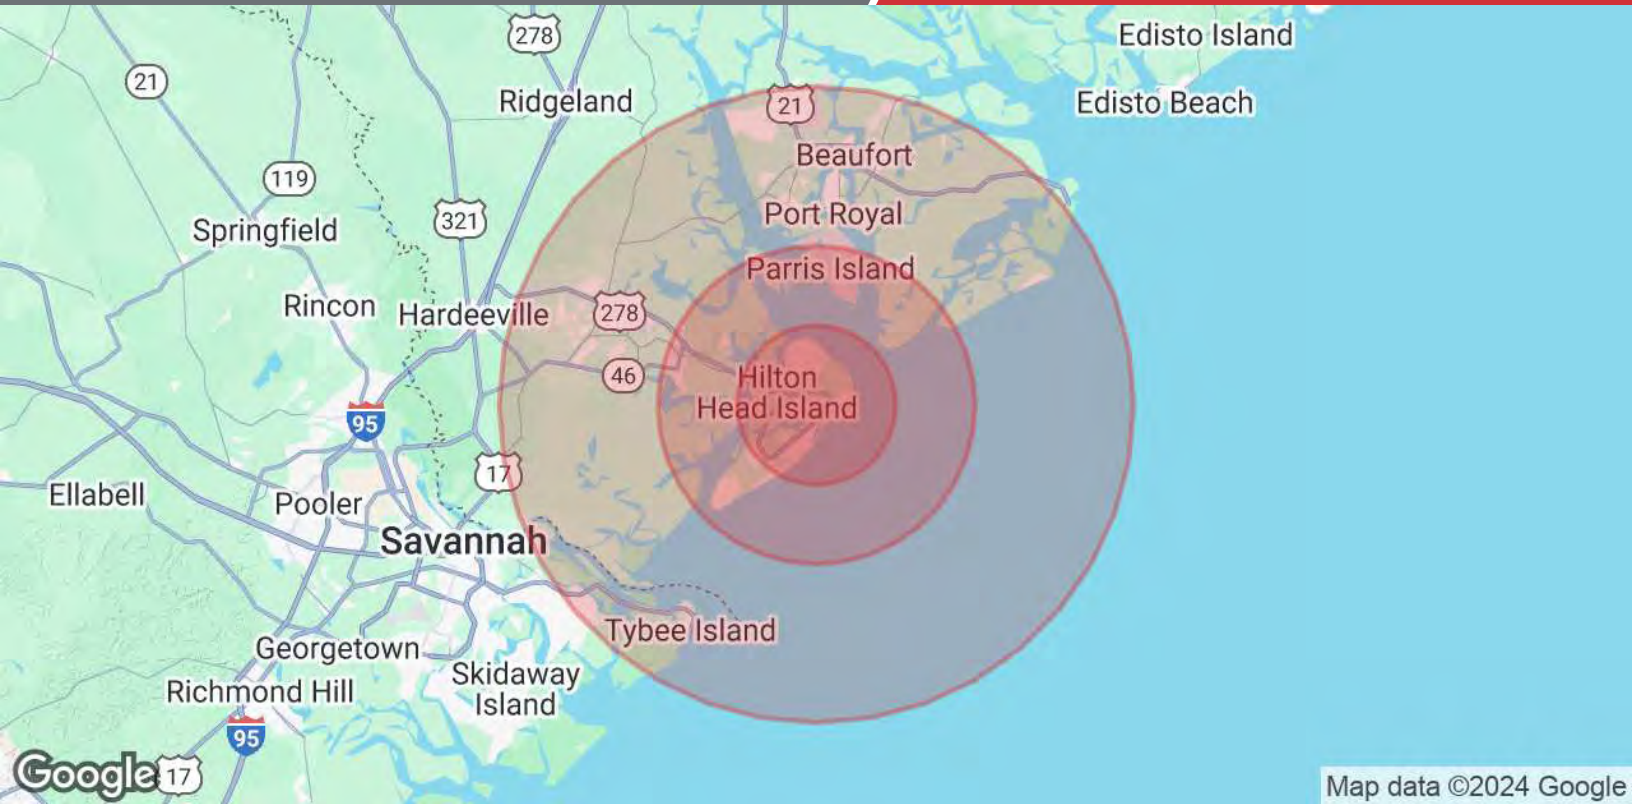 278
Edisto Island
21
Ridgeland
21
Edisto Beach
Beaufort
119
321
Port Royal
Springfield
Parris Island
Rincon
Hardeeville
278
46
Hilton
Head Island
95
17
Ellabell
Pooler
Savannah
Tybee Island
Georgetown
Skidaway
Island
Richmond Hill
95
Google
17
Map data ©2024 Google